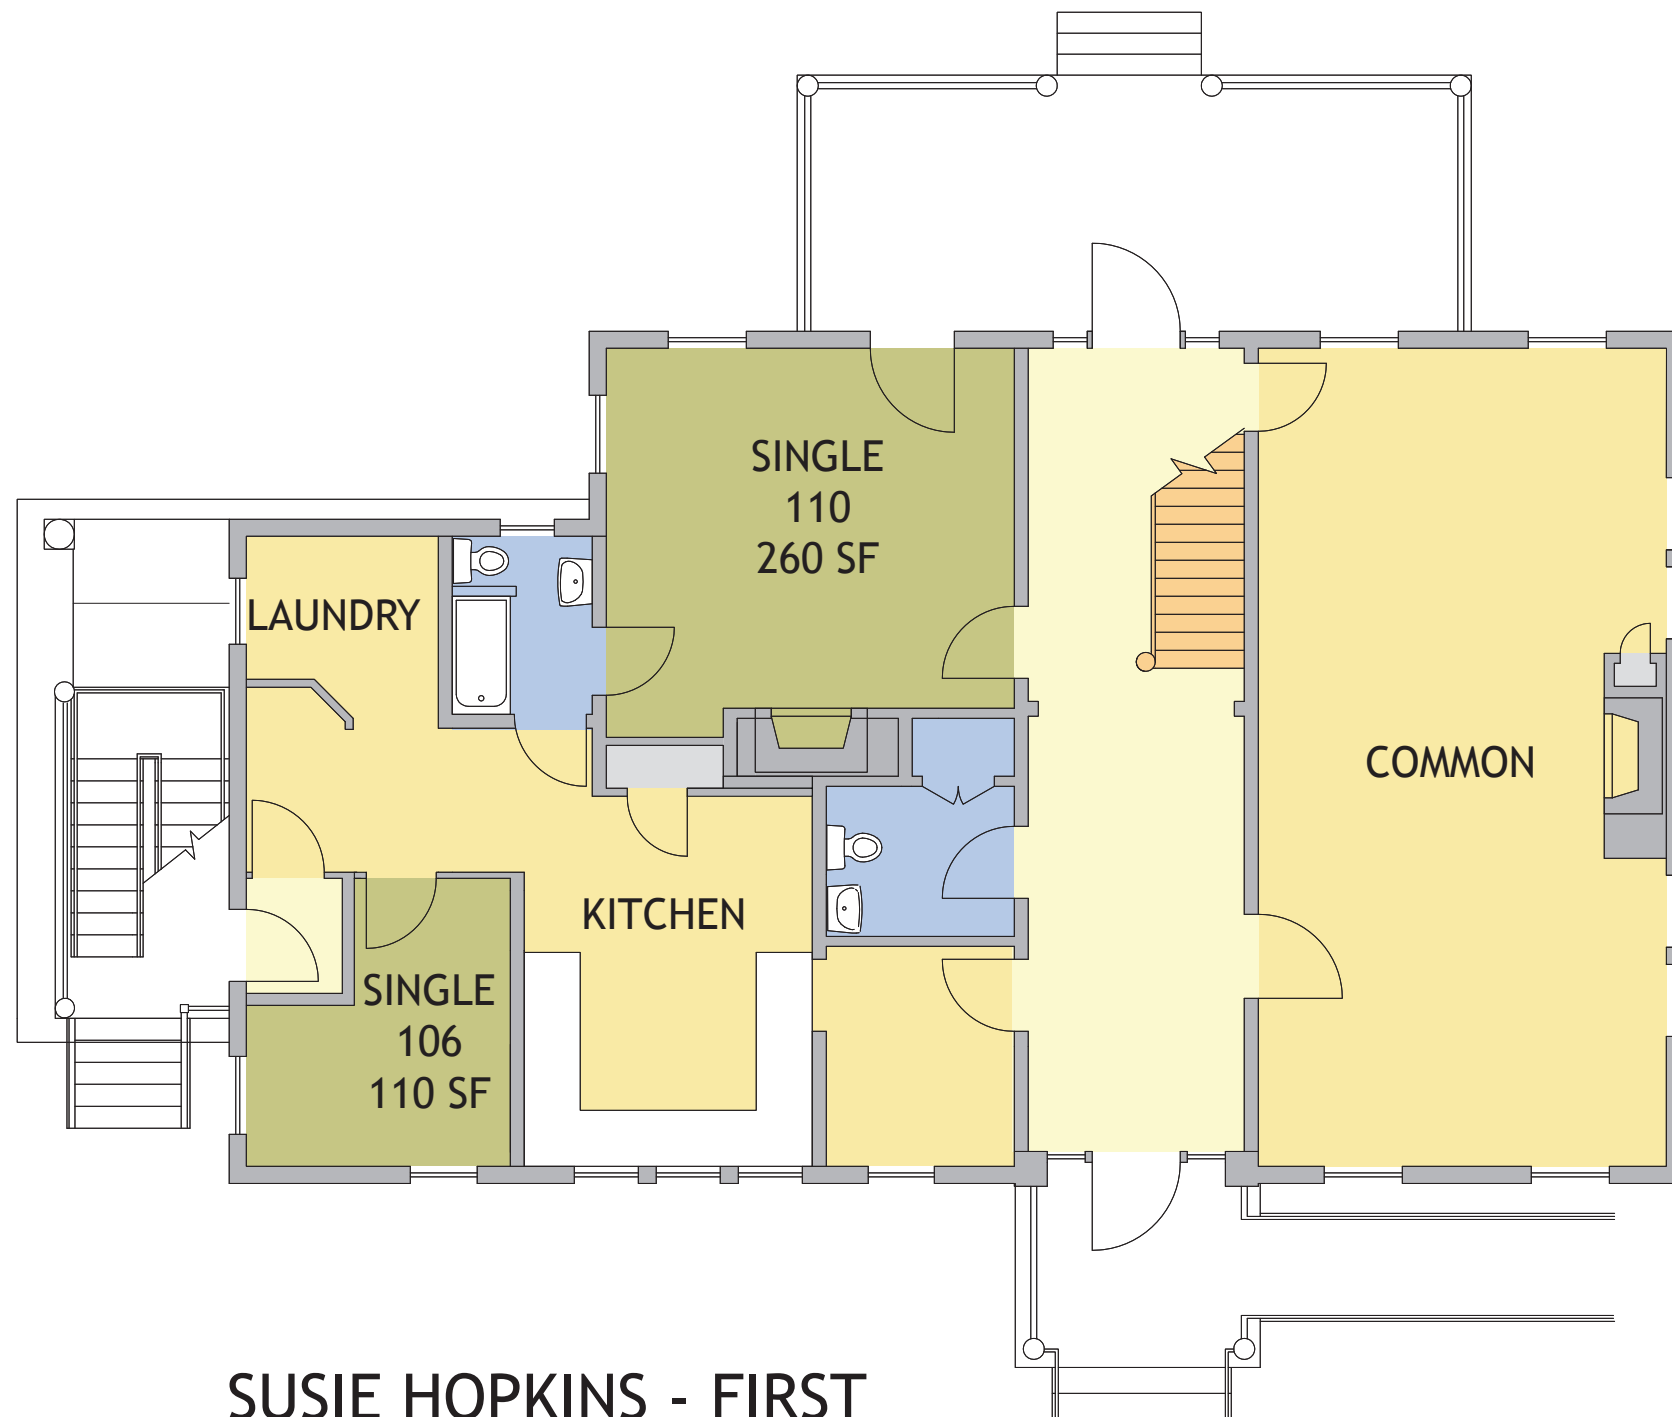 SINGLE
110
260 SF
LAUNDRY
COMMON
KITCHEN
SINGLE
106
110 SF
SUSIE HOPKINS - FIRST